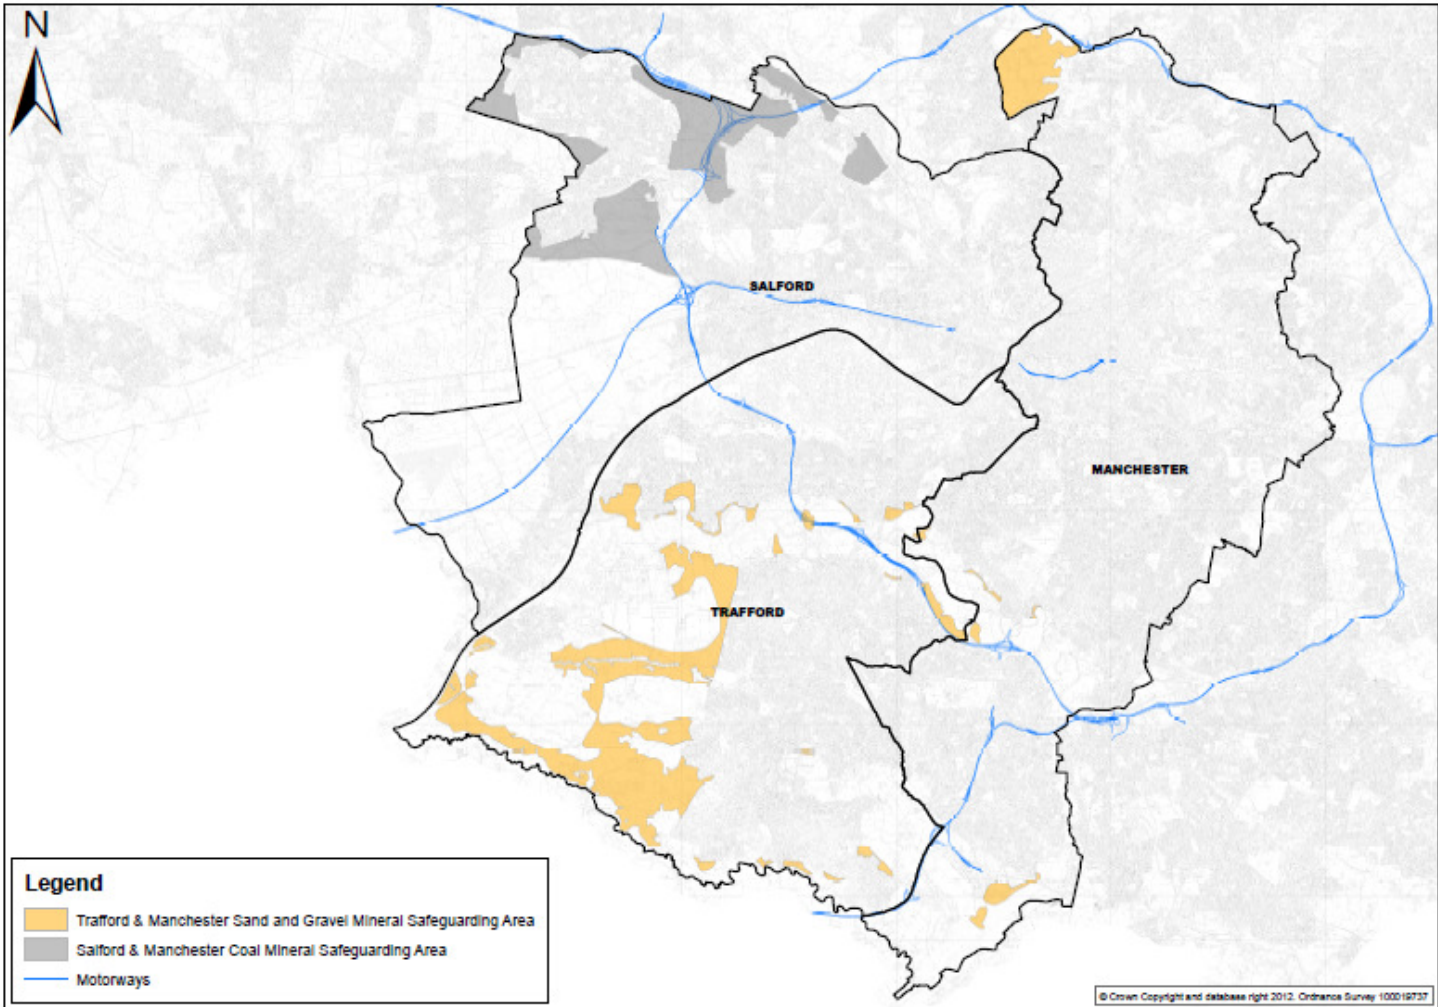 N
SALFORD
MANCHESTER
TRAFFORD
Legend
Trafford & Manchester Sand and Gravel Mineral Safeguarding Area
Salford & Manchester Coal Mineral Safeguarding Area
Motorways
© Crown Copyright and database right 2012. Ordnance Survey 100019737